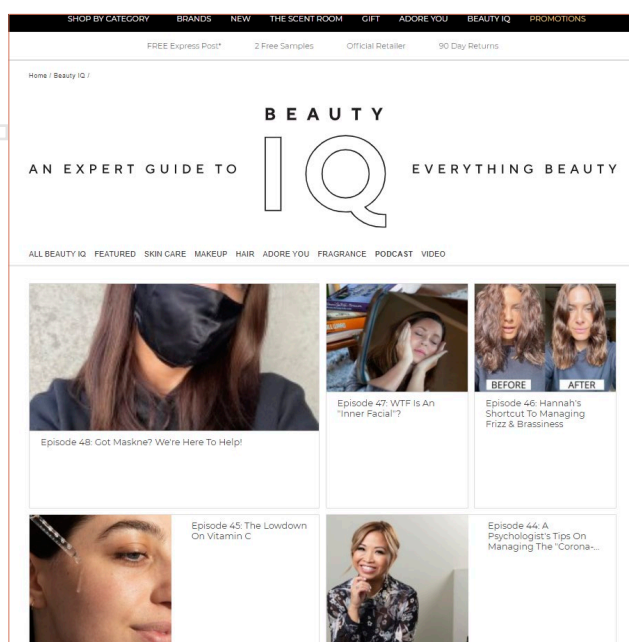 SHOP BY CATEGORY BRANDS NEW THE SCENT ROOM GIFT ADORE YOU BEAUTY IQ PROMOTIONS
FREE Express Post* 2 Free Samples Official Retailer 90 Day Returns
Home / Beauty IQ /
BEAUTY
AN EXPERT GUIDE TO IQ EVERYTHING BEAUTY
ALL BEAUTY IQ FEATURED SKIN CARE MAKEUP HAIR ADORE YOU FRAGRANCE PODCAST VIDEO
BEFORE AFTER
Episode 48: Got Maskne? We're Here To Help!
Episode 47: WTF Is An
"Inner Facial"?
Episode 46: Hannah's
Shortcut To Managing
Frizz & Brassiness
Episode 45: The Lowdown
On Vitamin C
Episode 44: A
Psychologist's Tips On
Managing The "Corona-...